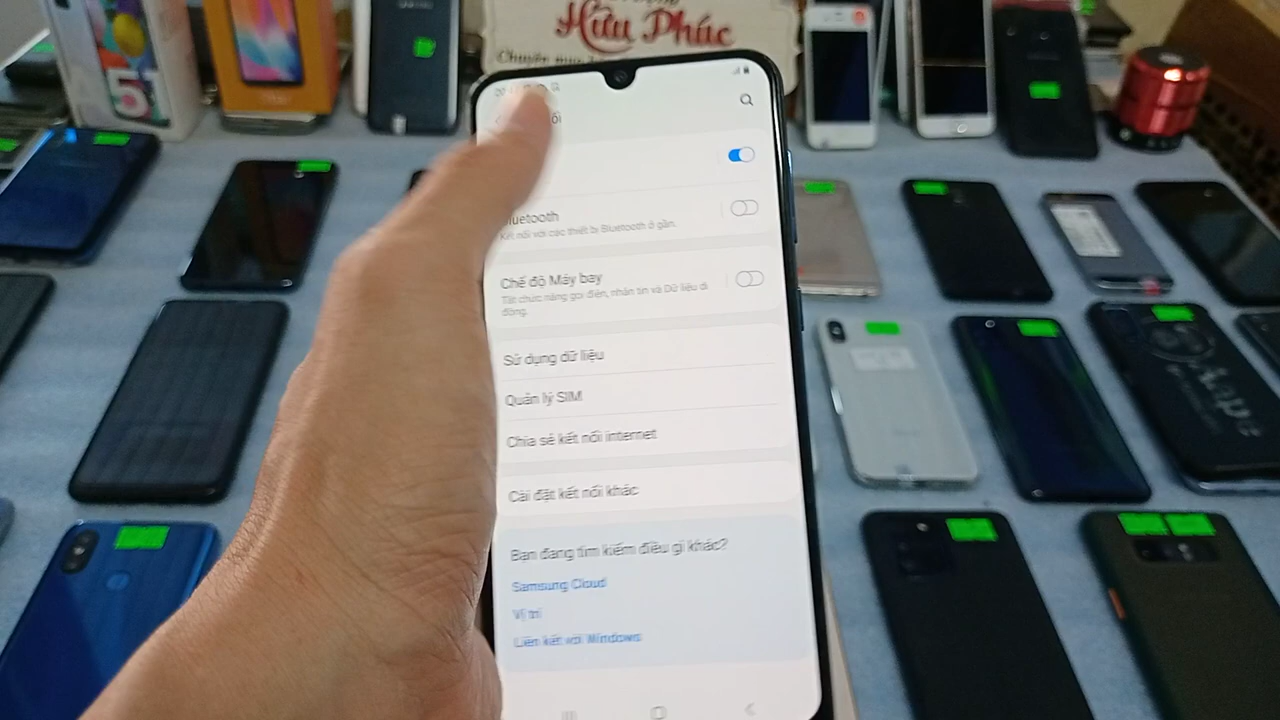 Hữu Phúc
Chuyên mua
51
Bluetooth
Kết nối với các thiết bị Bluetooth ở gần.
Chế độ Máy bay
Tắt chức năng gọi điện, nhắn tin và Dữ liệu di
động.
Sử dụng dữ liệu
Quản lý SIM
Chia sẻ kết nối internet
Cài đặt kết nối khác
Bạn đang tìm kiếm điều gì khác?
Samsung Cloud
Vị trí
Liên kết với Windows